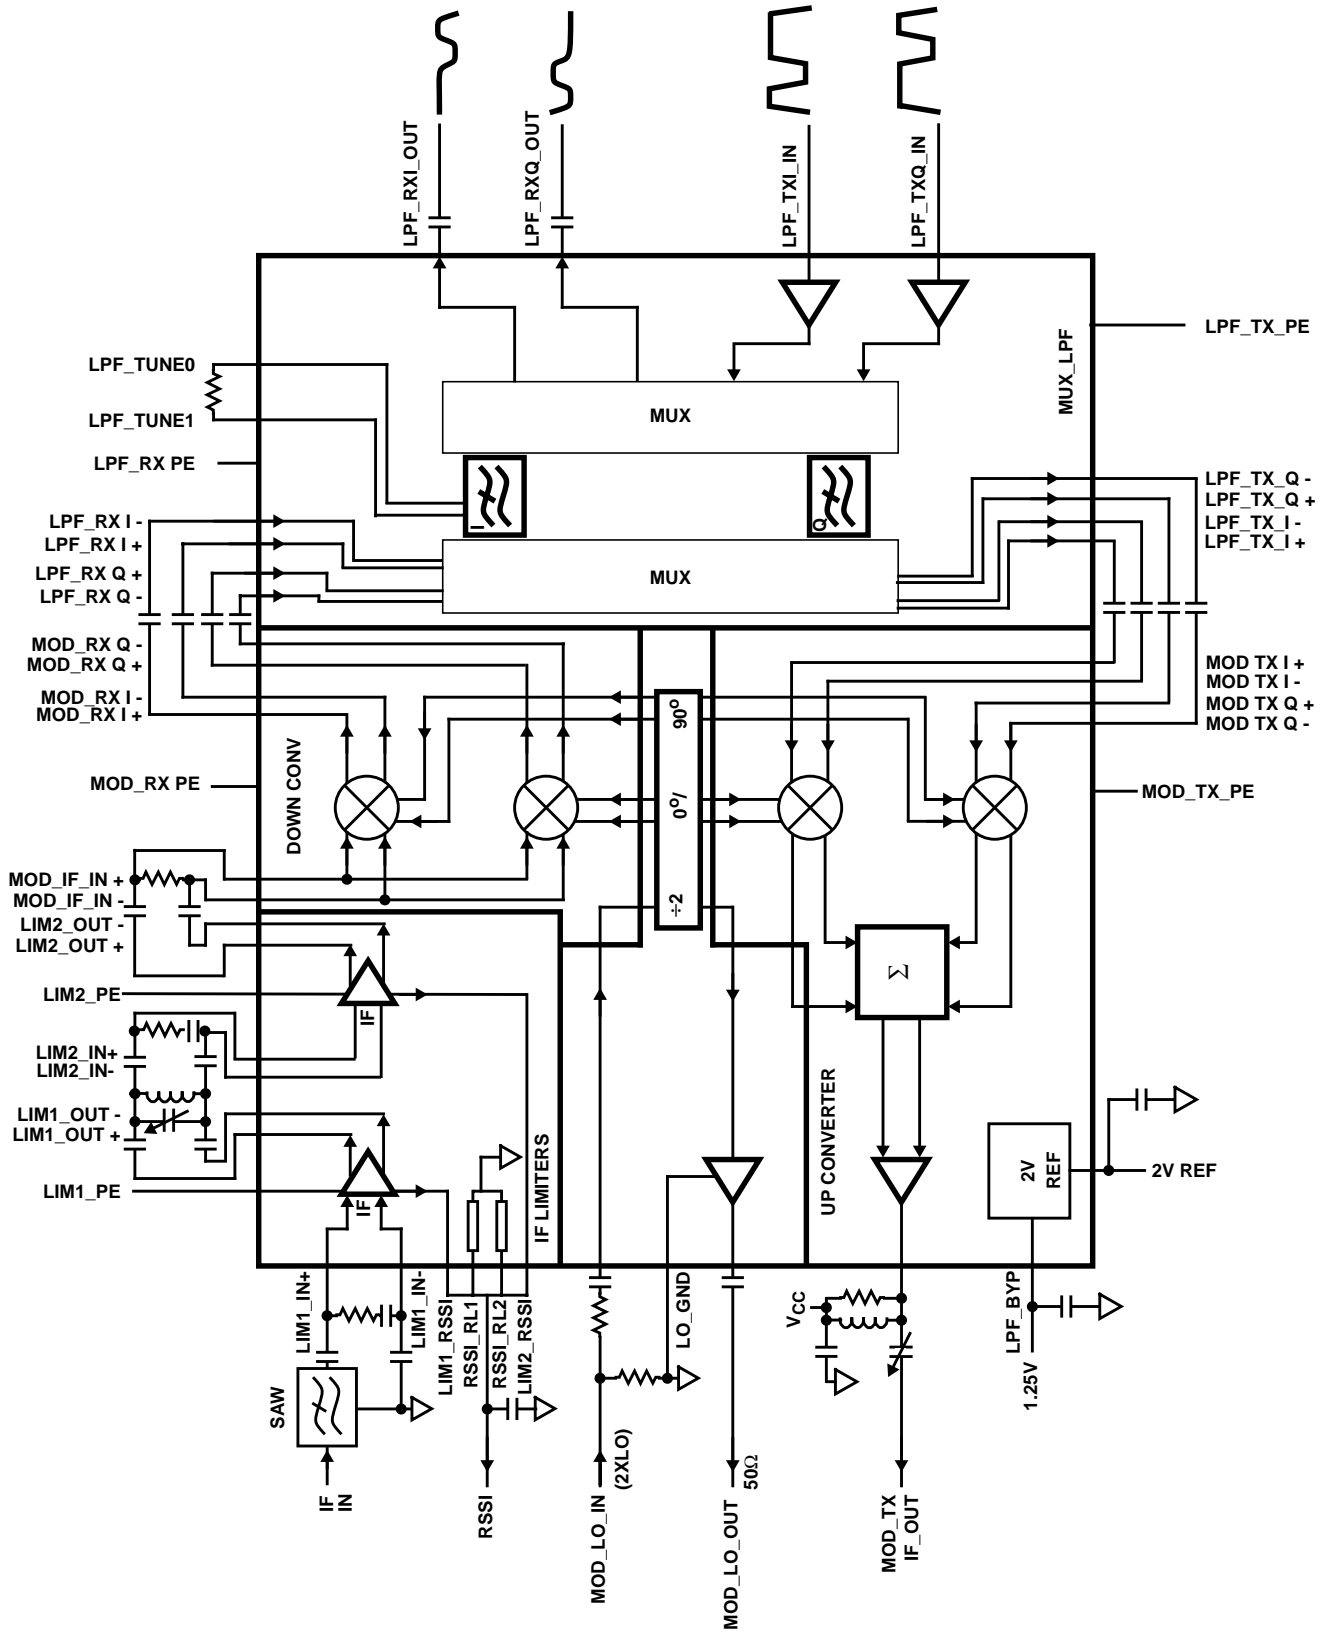 LPF_RXI_OUT
LPF_RXQ_OUT
LPF_TXI_IN
LPF_TXQ_IN
LPF_TUNE0
LPF_TUNE1
LPF_RX PE
LPF_TX_PE
MUX_LPF
MUX
I
Q
MUX
LPF_RX I -
LPF_RX I +
LPF_RX Q +
LPF_RX Q -
LPF_TX_Q -
LPF_TX_Q +
LPF_TX_I -
LPF_TX_I +
MOD_RX Q -
MOD_RX Q +
MOD_RX I -
MOD_RX I +
MOD TX I +
MOD TX I -
MOD TX Q +
MOD TX Q -
MOD_RX PE
MOD_TX_PE
DOWN CONV
÷2 0º/ 90º
MOD_IF_IN +
MOD_IF_IN -
LIM2_OUT -
LIM2_OUT +
LIM2_PE
IF
LIM2_IN+
LIM2_IN-
LIM1_OUT -
LIM1_OUT +
LIM1_PE
IF
IF LIMITERS
Σ
UP CONVERTER
2V
REF
2V REF
LIM1_IN+
LIM1_IN-
LIM1_RSSI
RSSI_RL1
RSSI_RL2
LIM2_RSSI
LO_GND
VCC
LPF_BYP
1.25V
SAW
IF
IN
RSSI
MOD_LO_IN
(2XLO)
MOD_LO_OUT
50Ω
MOD_TX
IF_OUT